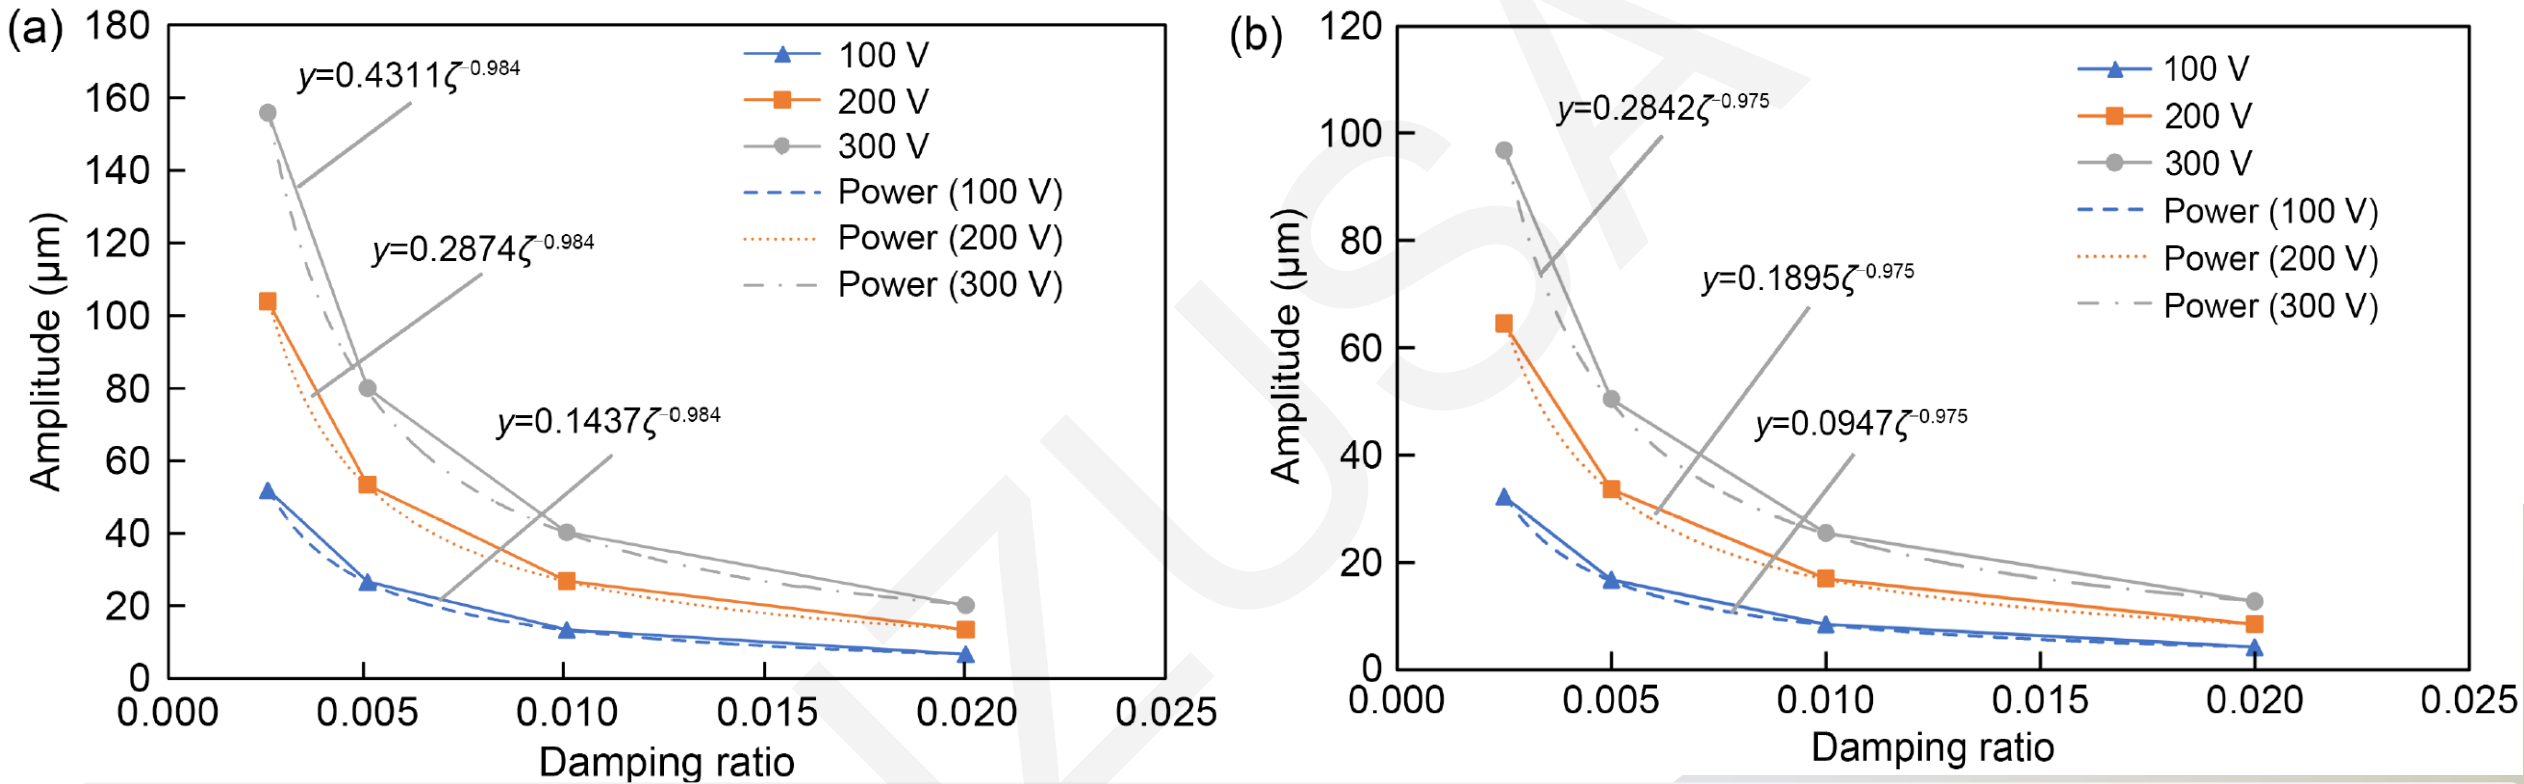 (a)
180
160
140
120
100
80
60
40
20
0
Amplitude (μm)
y=0.4311ζ⁻⁰·⁹⁸⁴
y=0.2874ζ⁻⁰·⁹⁸⁴
y=0.1437ζ⁻⁰·⁹⁸⁴
100 V
200 V
300 V
Power (100 V)
Power (200 V)
Power (300 V)
0.000 0.005 0.010 0.015 0.020 0.025
Damping ratio
(b)
120
100
80
60
40
20
0
Amplitude (μm)
y=0.2842ζ⁻⁰·⁹⁷⁵
y=0.1895ζ⁻⁰·⁹⁷⁵
y=0.0947ζ⁻⁰·⁹⁷⁵
100 V
200 V
300 V
Power (100 V)
Power (200 V)
Power (300 V)
0.000 0.005 0.010 0.015 0.020 0.025
Damping ratio
JZUSA